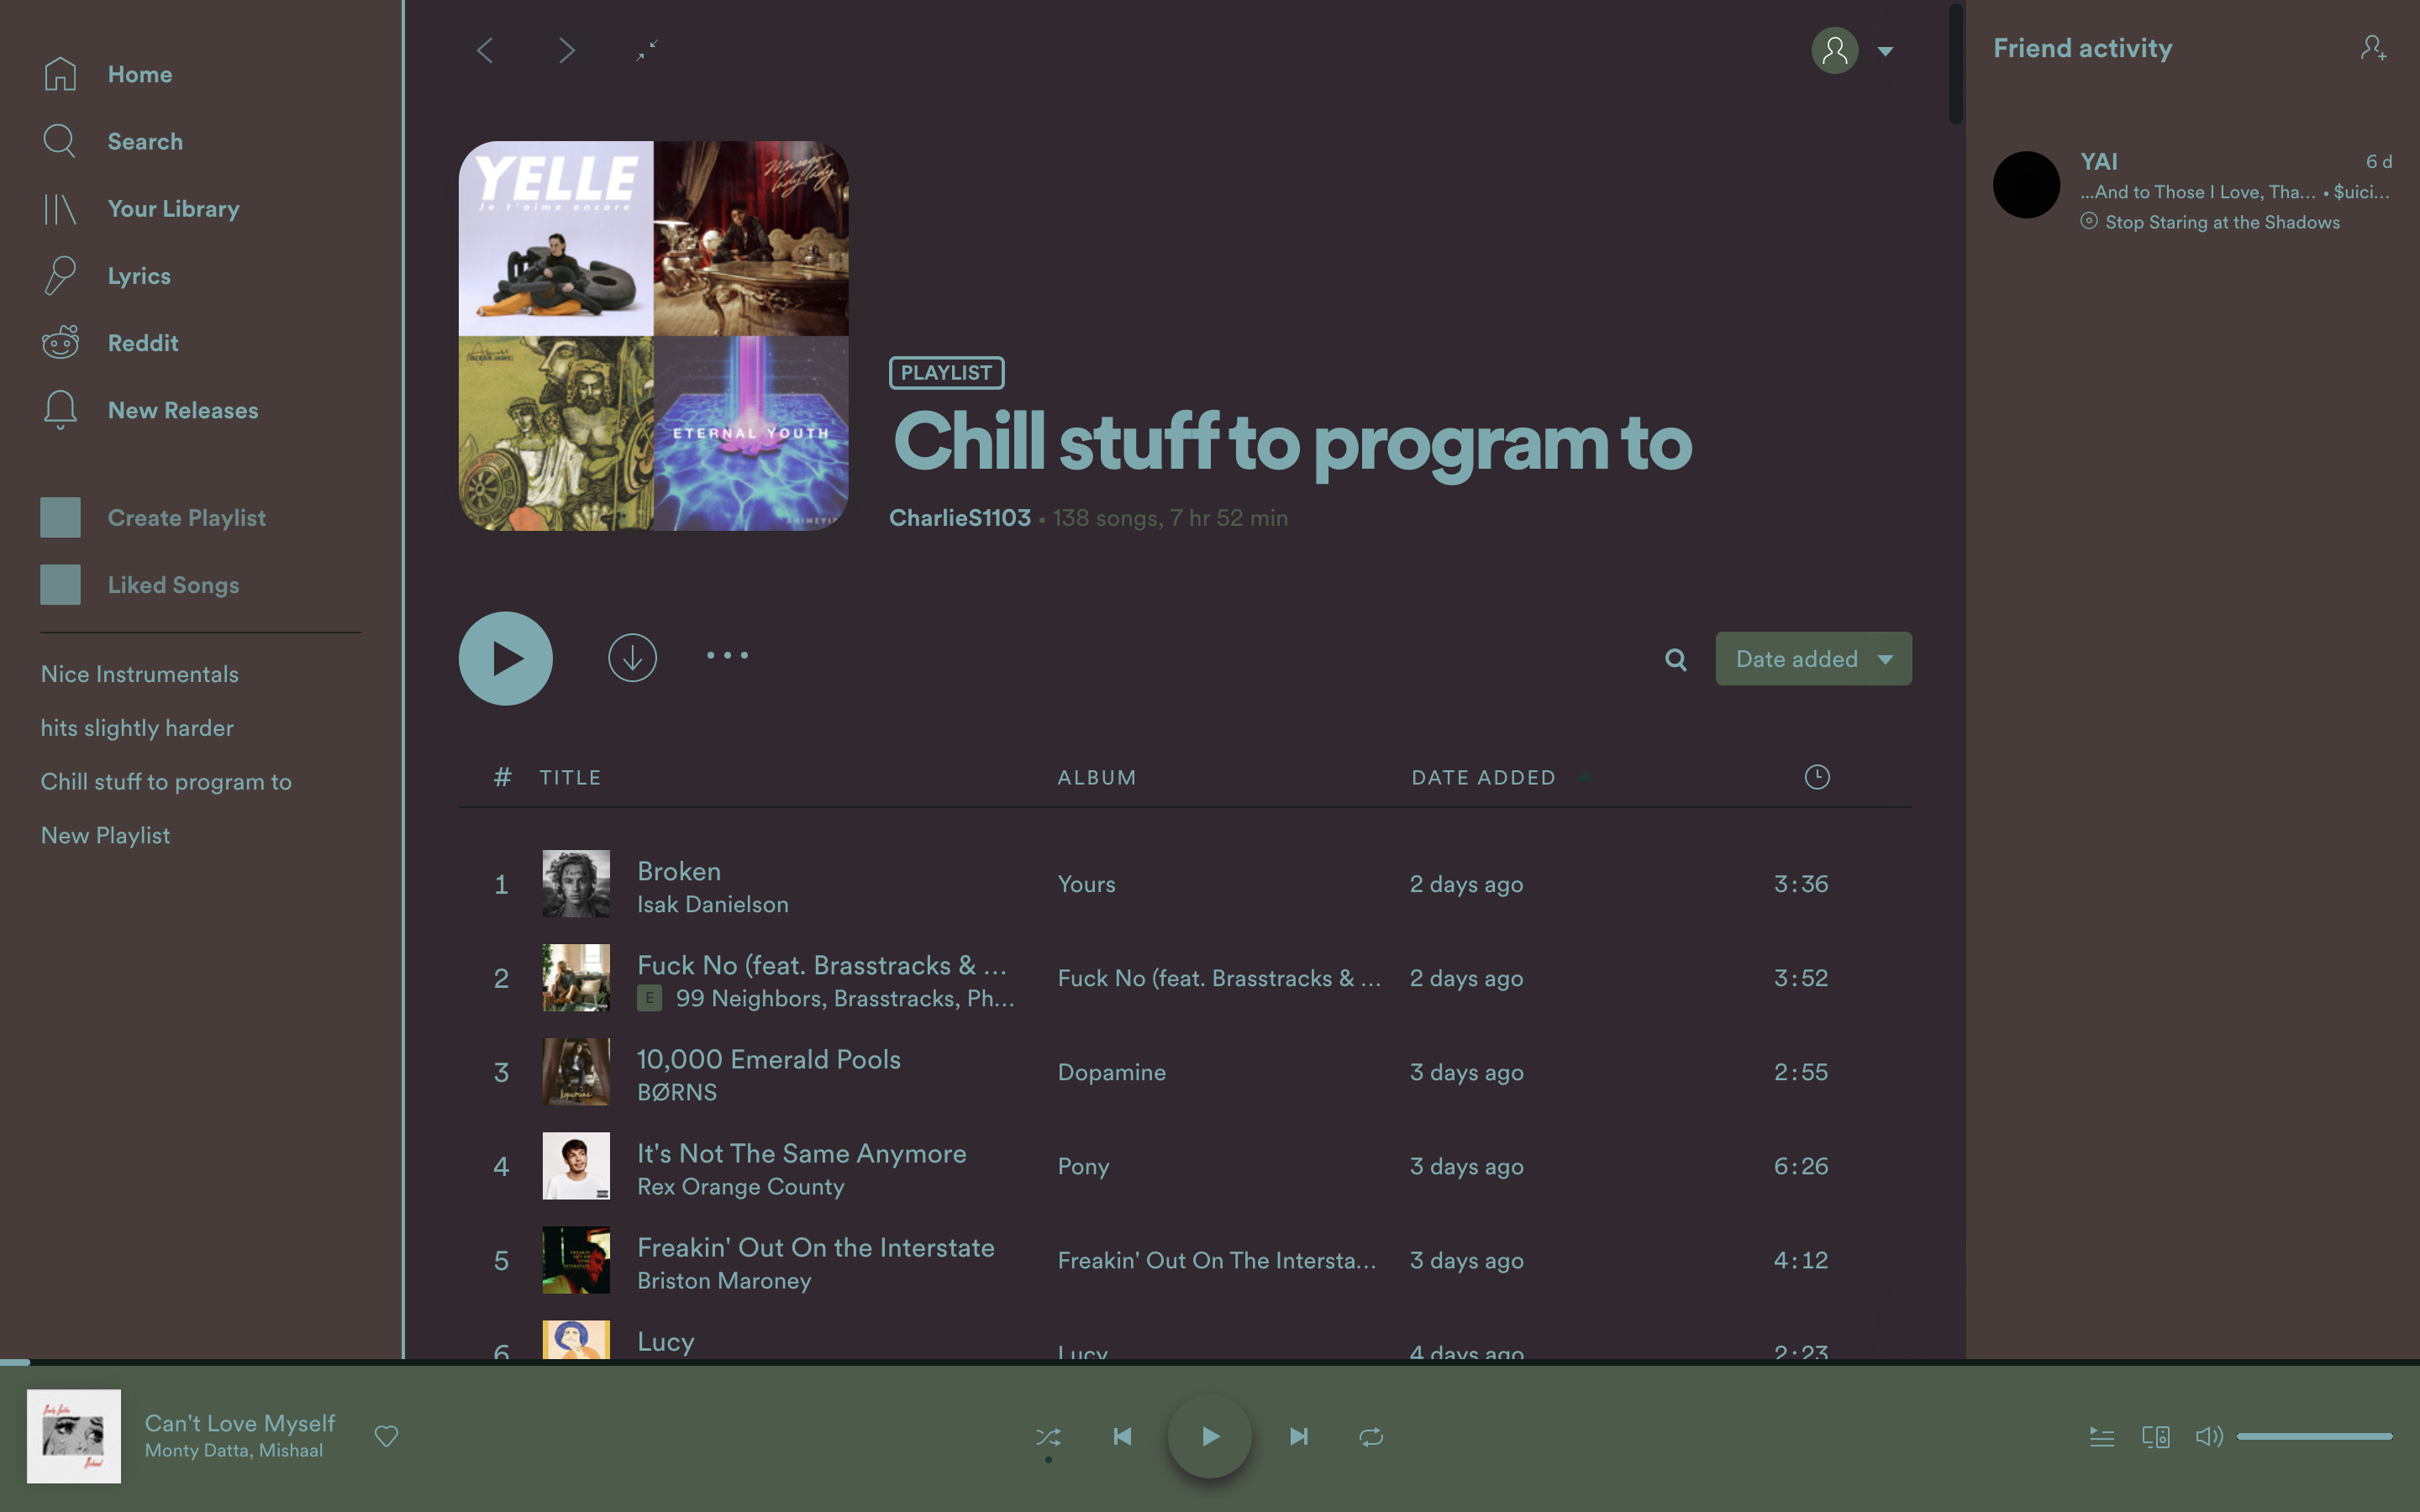 Home
Search
Your Library
Lyrics
Reddit
New Releases
Create Playlist
Liked Songs
Nice Instrumentals
hits slightly harder
Chill stuff to program to
New Playlist
YELLE
Je t'aime encore
Masego
Lady Lady
ETERNAL YOUTH
PLAYLIST
Chill stuff to program to
CharlieS1103 • 138 songs, 7 hr 52 min
Date added
# TITLE ALBUM DATE ADDED
1 Broken Yours 2 days ago 3:36
Isak Danielson
2 Fuck No (feat. Brasstracks & ... Fuck No (feat. Brasstracks & ... 2 days ago 3:52
E 99 Neighbors, Brasstracks, Ph...
3 10,000 Emerald Pools Dopamine 3 days ago 2:55
BØRNS
4 It's Not The Same Anymore Pony 3 days ago 6:26
Rex Orange County
5 Freakin' Out On the Interstate Freakin' Out On The Intersta... 3 days ago 4:12
Briston Maroney
6 Lucy Lucy 4 days ago 2:23
Friend activity
YAI 6 d
...And to Those I Love, Tha... • $uici...
Stop Staring at the Shadows
Can't Love Myself
Monty Datta, Mishaal